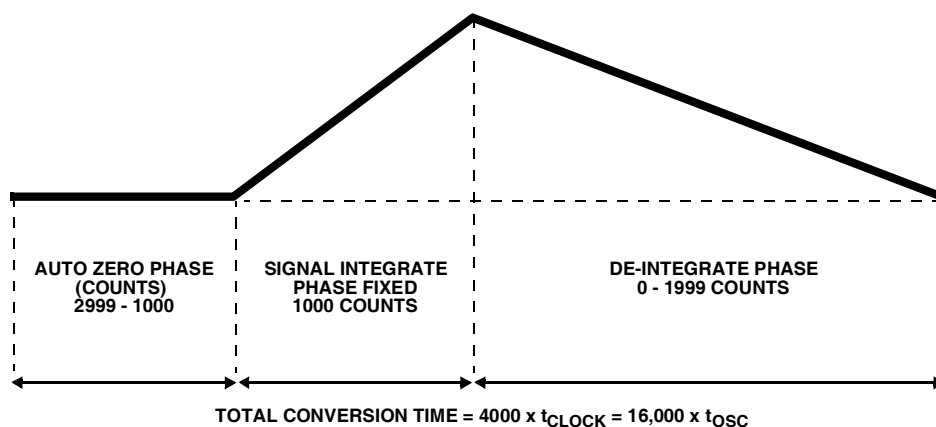 AUTO ZERO PHASE
(COUNTS)
2999 - 1000
SIGNAL INTEGRATE
PHASE FIXED
1000 COUNTS
DE-INTEGRATE PHASE
0 - 1999 COUNTS
TOTAL CONVERSION TIME = 4000 x tCLOCK = 16,000 x tOSC